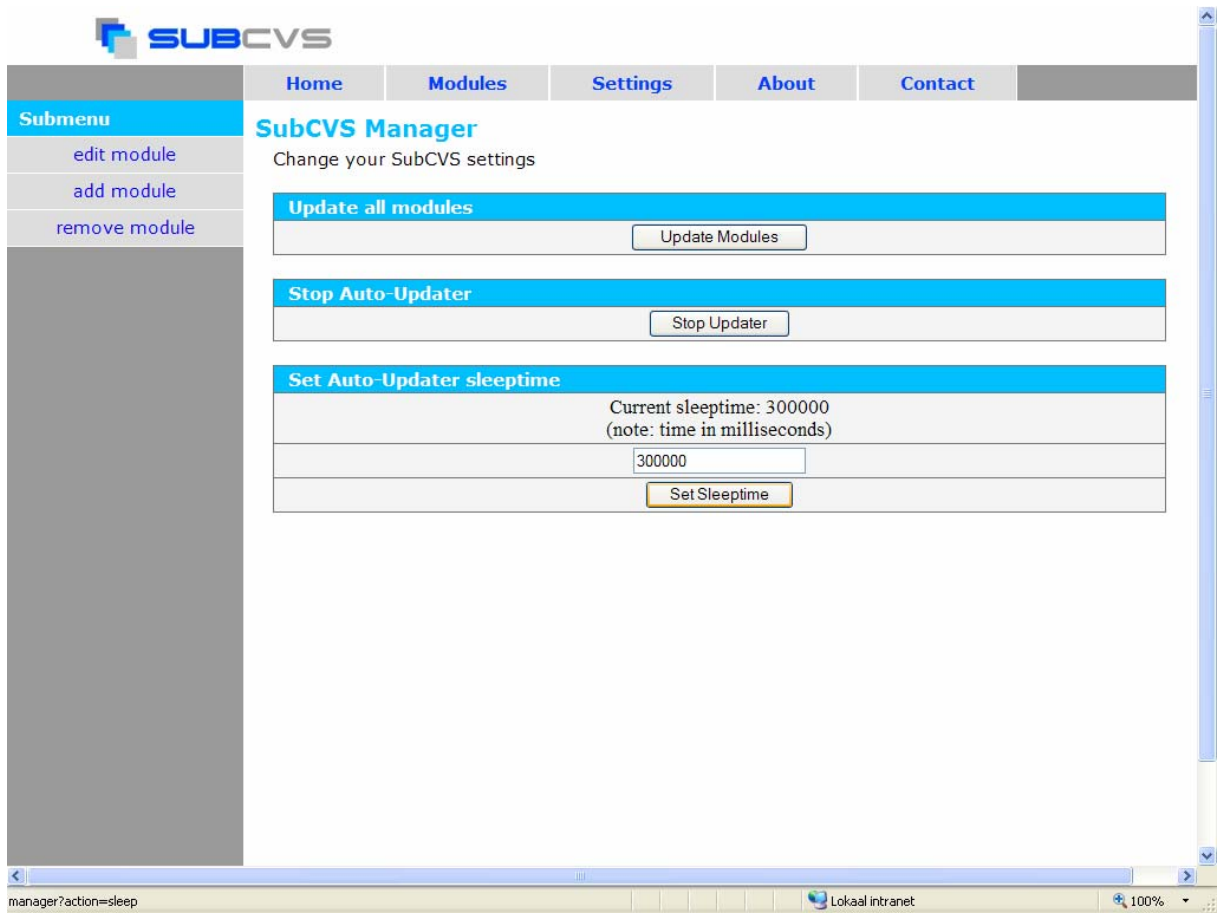 SUBCVS
Home Modules Settings About Contact
Submenu
edit module
add module
remove module
SubCVS Manager
Change your SubCVS settings
Update all modules
Update Modules
Stop Auto-Updater
Stop Updater
Set Auto-Updater sleeptime
Current sleeptime: 300000
(note: time in milliseconds)
300000
Set Sleeptime
manager?action=sleep Lokaal intranet 100%